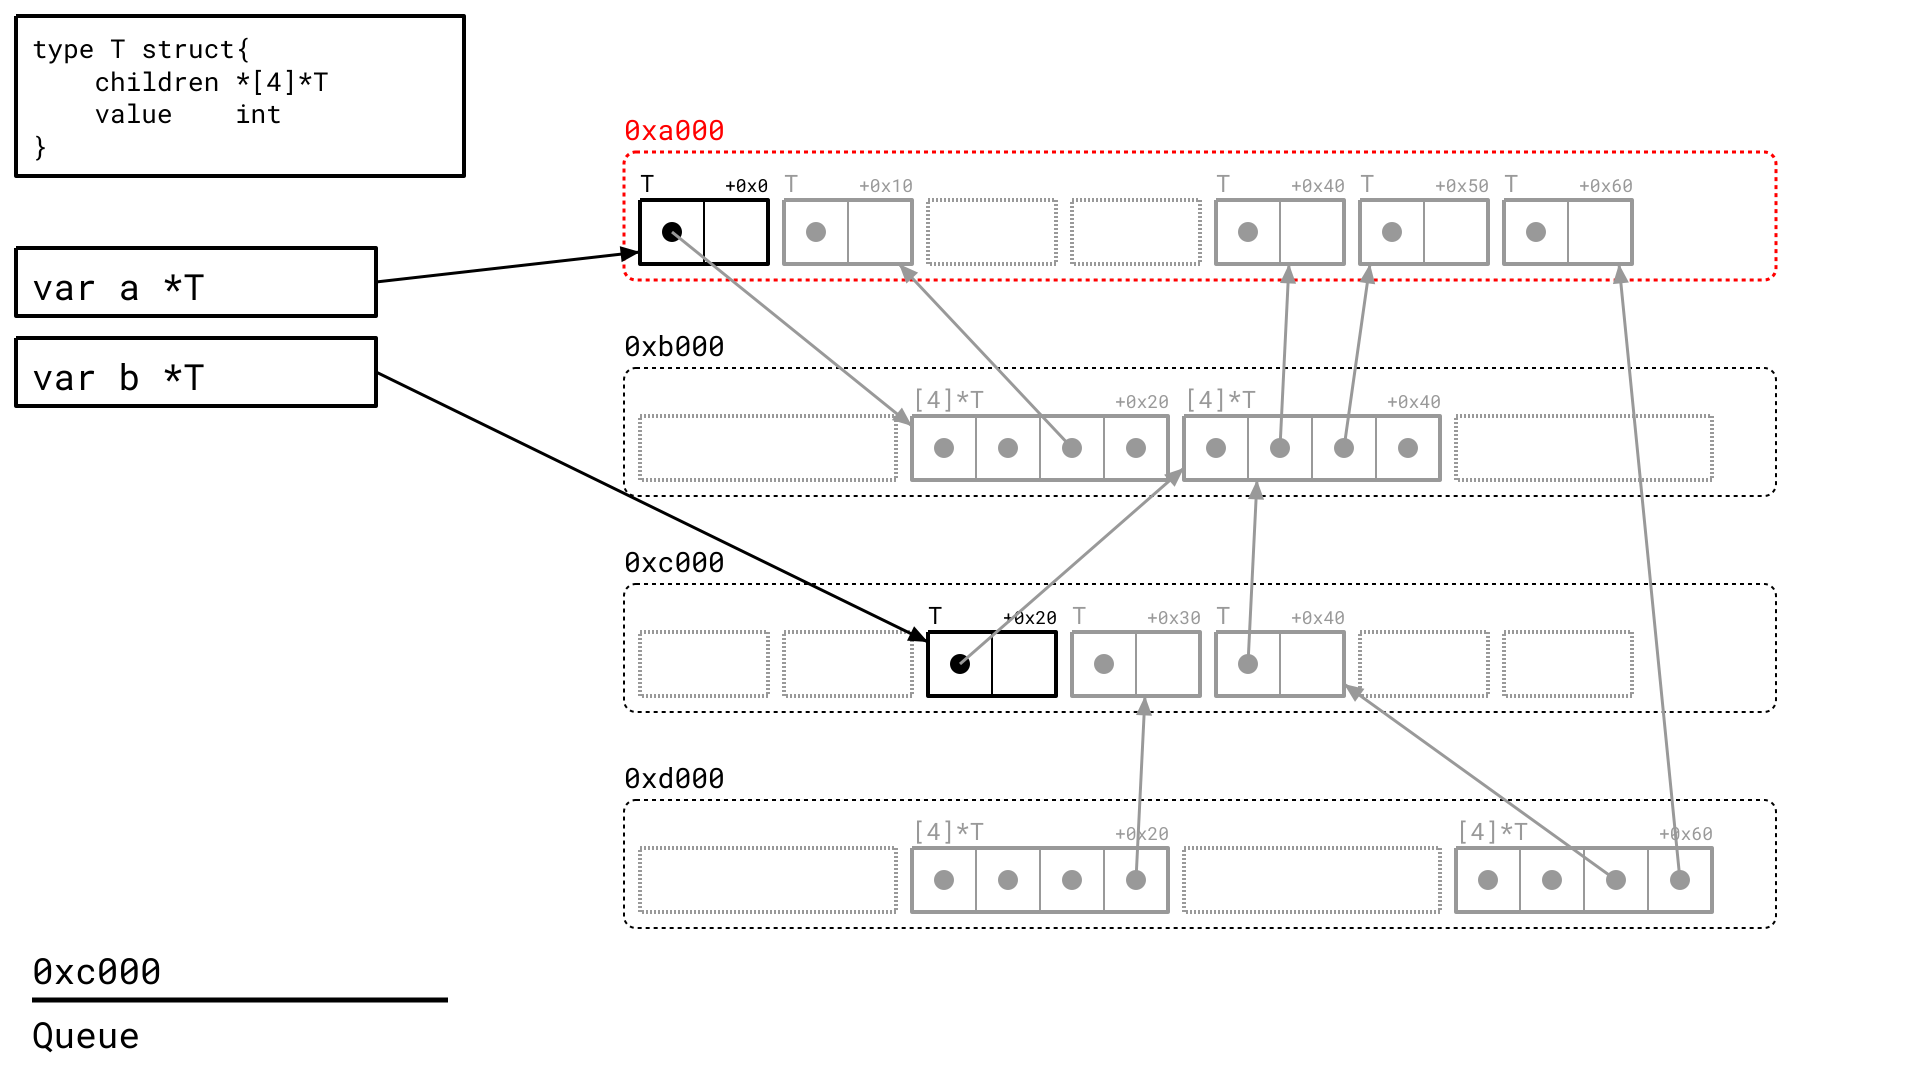 type T struct{
    children *[4]*T
    value    int
}
var a *T
var b *T
0xa000
T +0x0 T +0x10 T +0x40 T +0x50 T +0x60
0xb000
[4]*T +0x20 [4]*T +0x40
0xc000
T +0x20 T +0x30 T +0x40
0xd000
[4]*T +0x20 [4]*T +0x60
0xc000
Queue